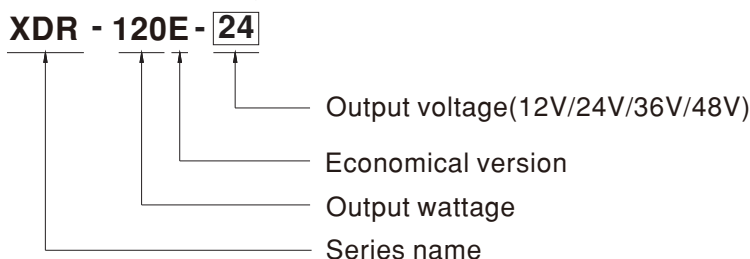 XDR - 120E - 24
Output voltage(12V/24V/36V/48V)
Economical version
Output wattage
Series name